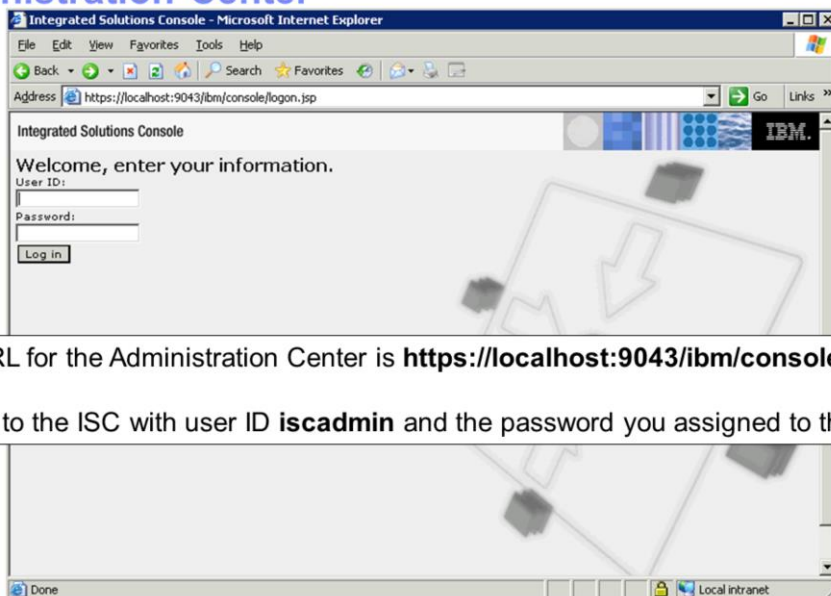 nistration Center
Integrated Solutions Console - Microsoft Internet Explorer
File Edit View Favorites Tools Help
Back Search Favorites
Address https://localhost:9043/ibm/console/logon.jsp Go Links »
Integrated Solutions Console IBM.
Welcome, enter your information.
User ID:
Password:
Log in
RL for the Administration Center is https://localhost:9043/ibm/console
to the ISC with user ID iscadmin and the password you assigned to th
Done Local intranet